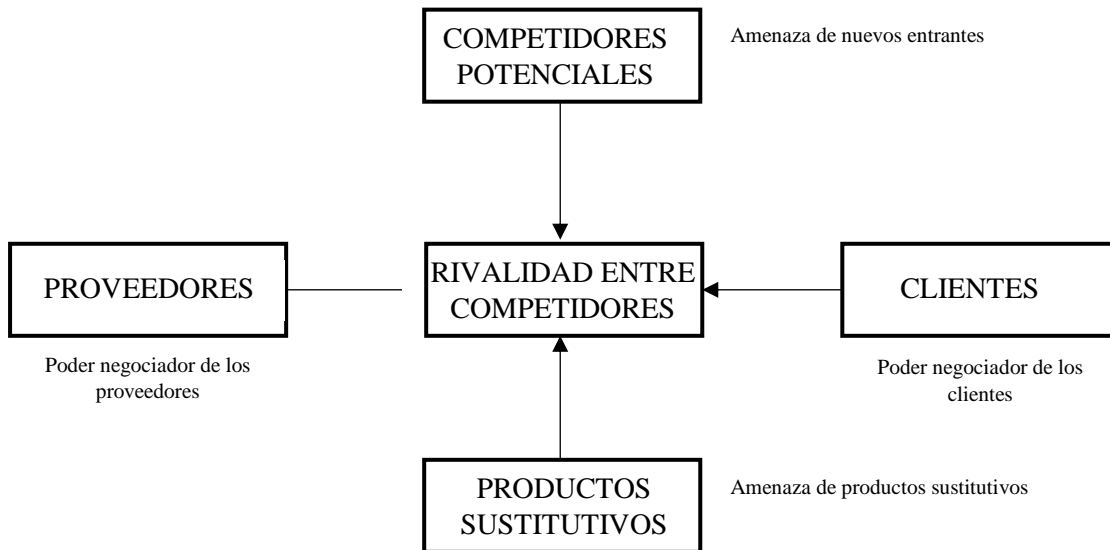 COMPETIDORES
POTENCIALES
Amenaza de nuevos entrantes
PROVEEDORES
Poder negociador de los
proveedores
RIVALIDAD ENTRE
COMPETIDORES
CLIENTES
Poder negociador de los
clientes
PRODUCTOS
SUSTITUTIVOS
Amenaza de productos sustitutivos